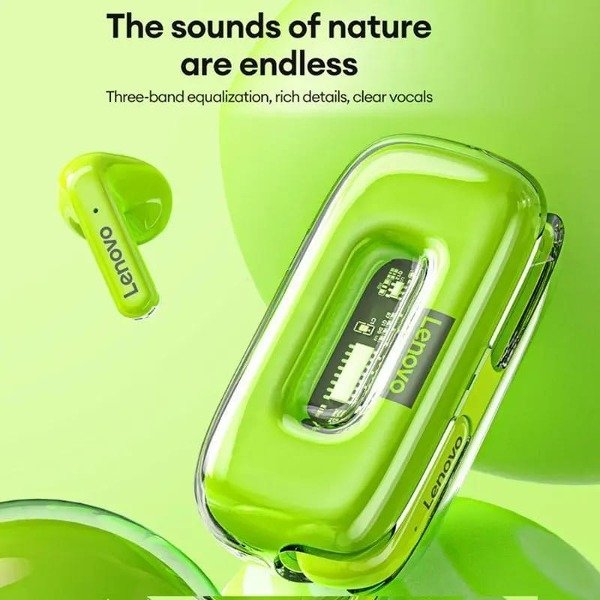 The sounds of nature
are endless
Three-band equalization, rich details, clear vocals
Lenovo
Lenovo
Lenovo